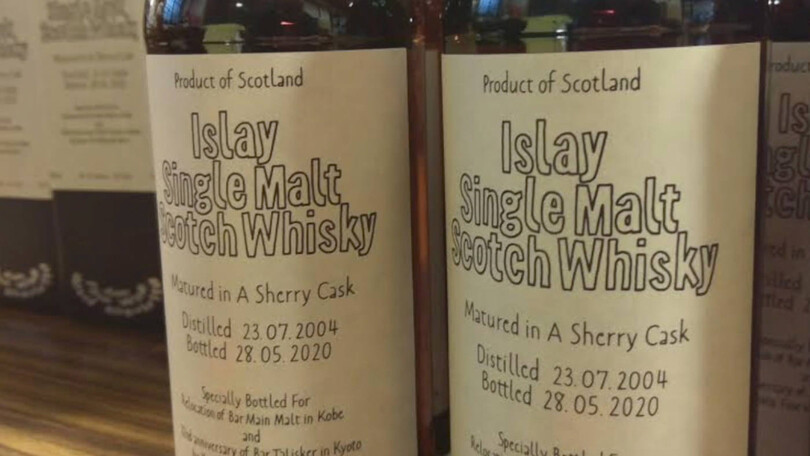 Product of Scotland
Islay
Single Malt
Scotch Whisky
Matured in A Sherry Cask
Distilled 23.07.2004
Bottled 28.05.2020
Specially Bottled For
Relocation of Bar Main Malt in Kobe
and
anniversary of Bar Talisker in Kyoto
Product of Scotland
Islay
Single Malt
Scotch Whisky
Matured in A Sherry Cask
Distilled 23.07.2004
Bottled 28.05.2020
Specially Bottled